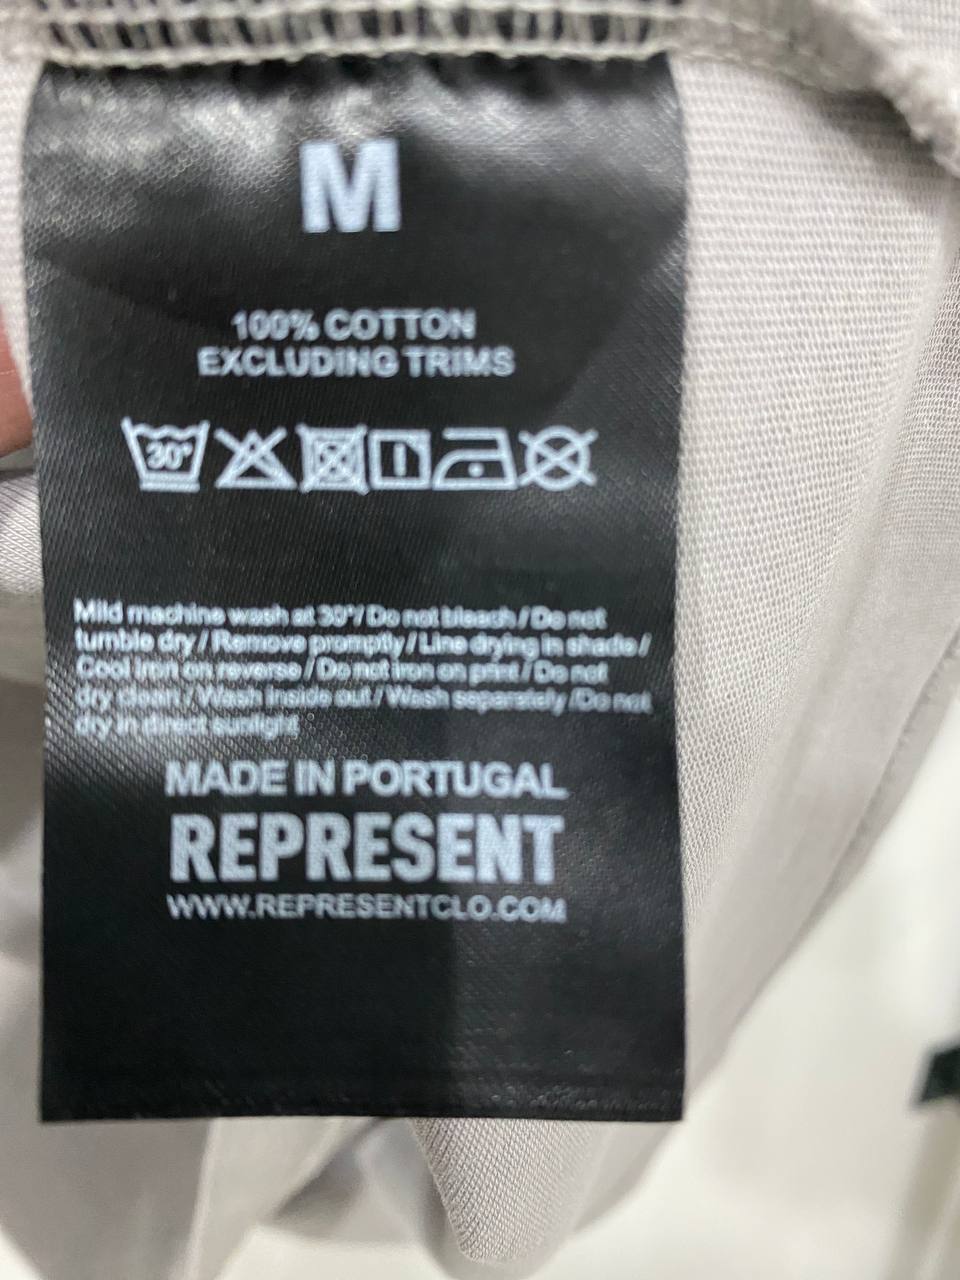 M
100% COTTON
EXCLUDING TRIMS
30°
Mild machine wash at 30°/ Do not bleach / Do not
tumble dry / Remove promptly / Line drying in shade /
Cool iron on reverse / Do not iron on print / Do not
dry clean / Wash inside out / Wash separately /Do not
dry in direct sunlight
MADE IN PORTUGAL
REPRESENT
WWW.REPRESENTCLO.COM